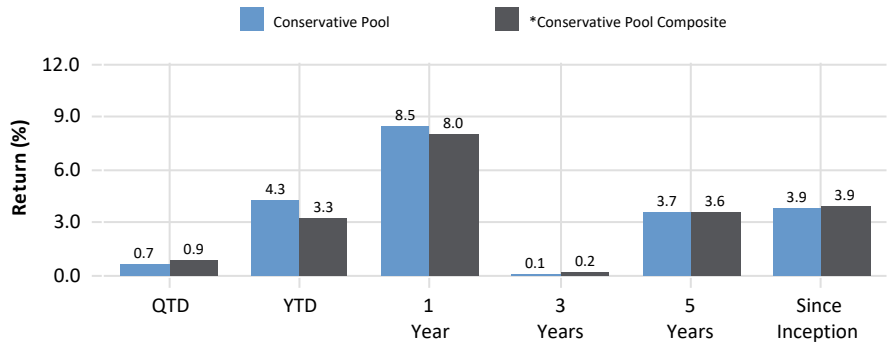 Conservative Pool
*Conservative Pool Composite
Return (%)
12.0
9.0
6.0
3.0
0.0
0.7
0.9
4.3
3.3
8.5
8.0
0.1
0.2
3.7
3.6
3.9
3.9
QTD
YTD
1
Year
3
Years
5
Years
Since
Inception